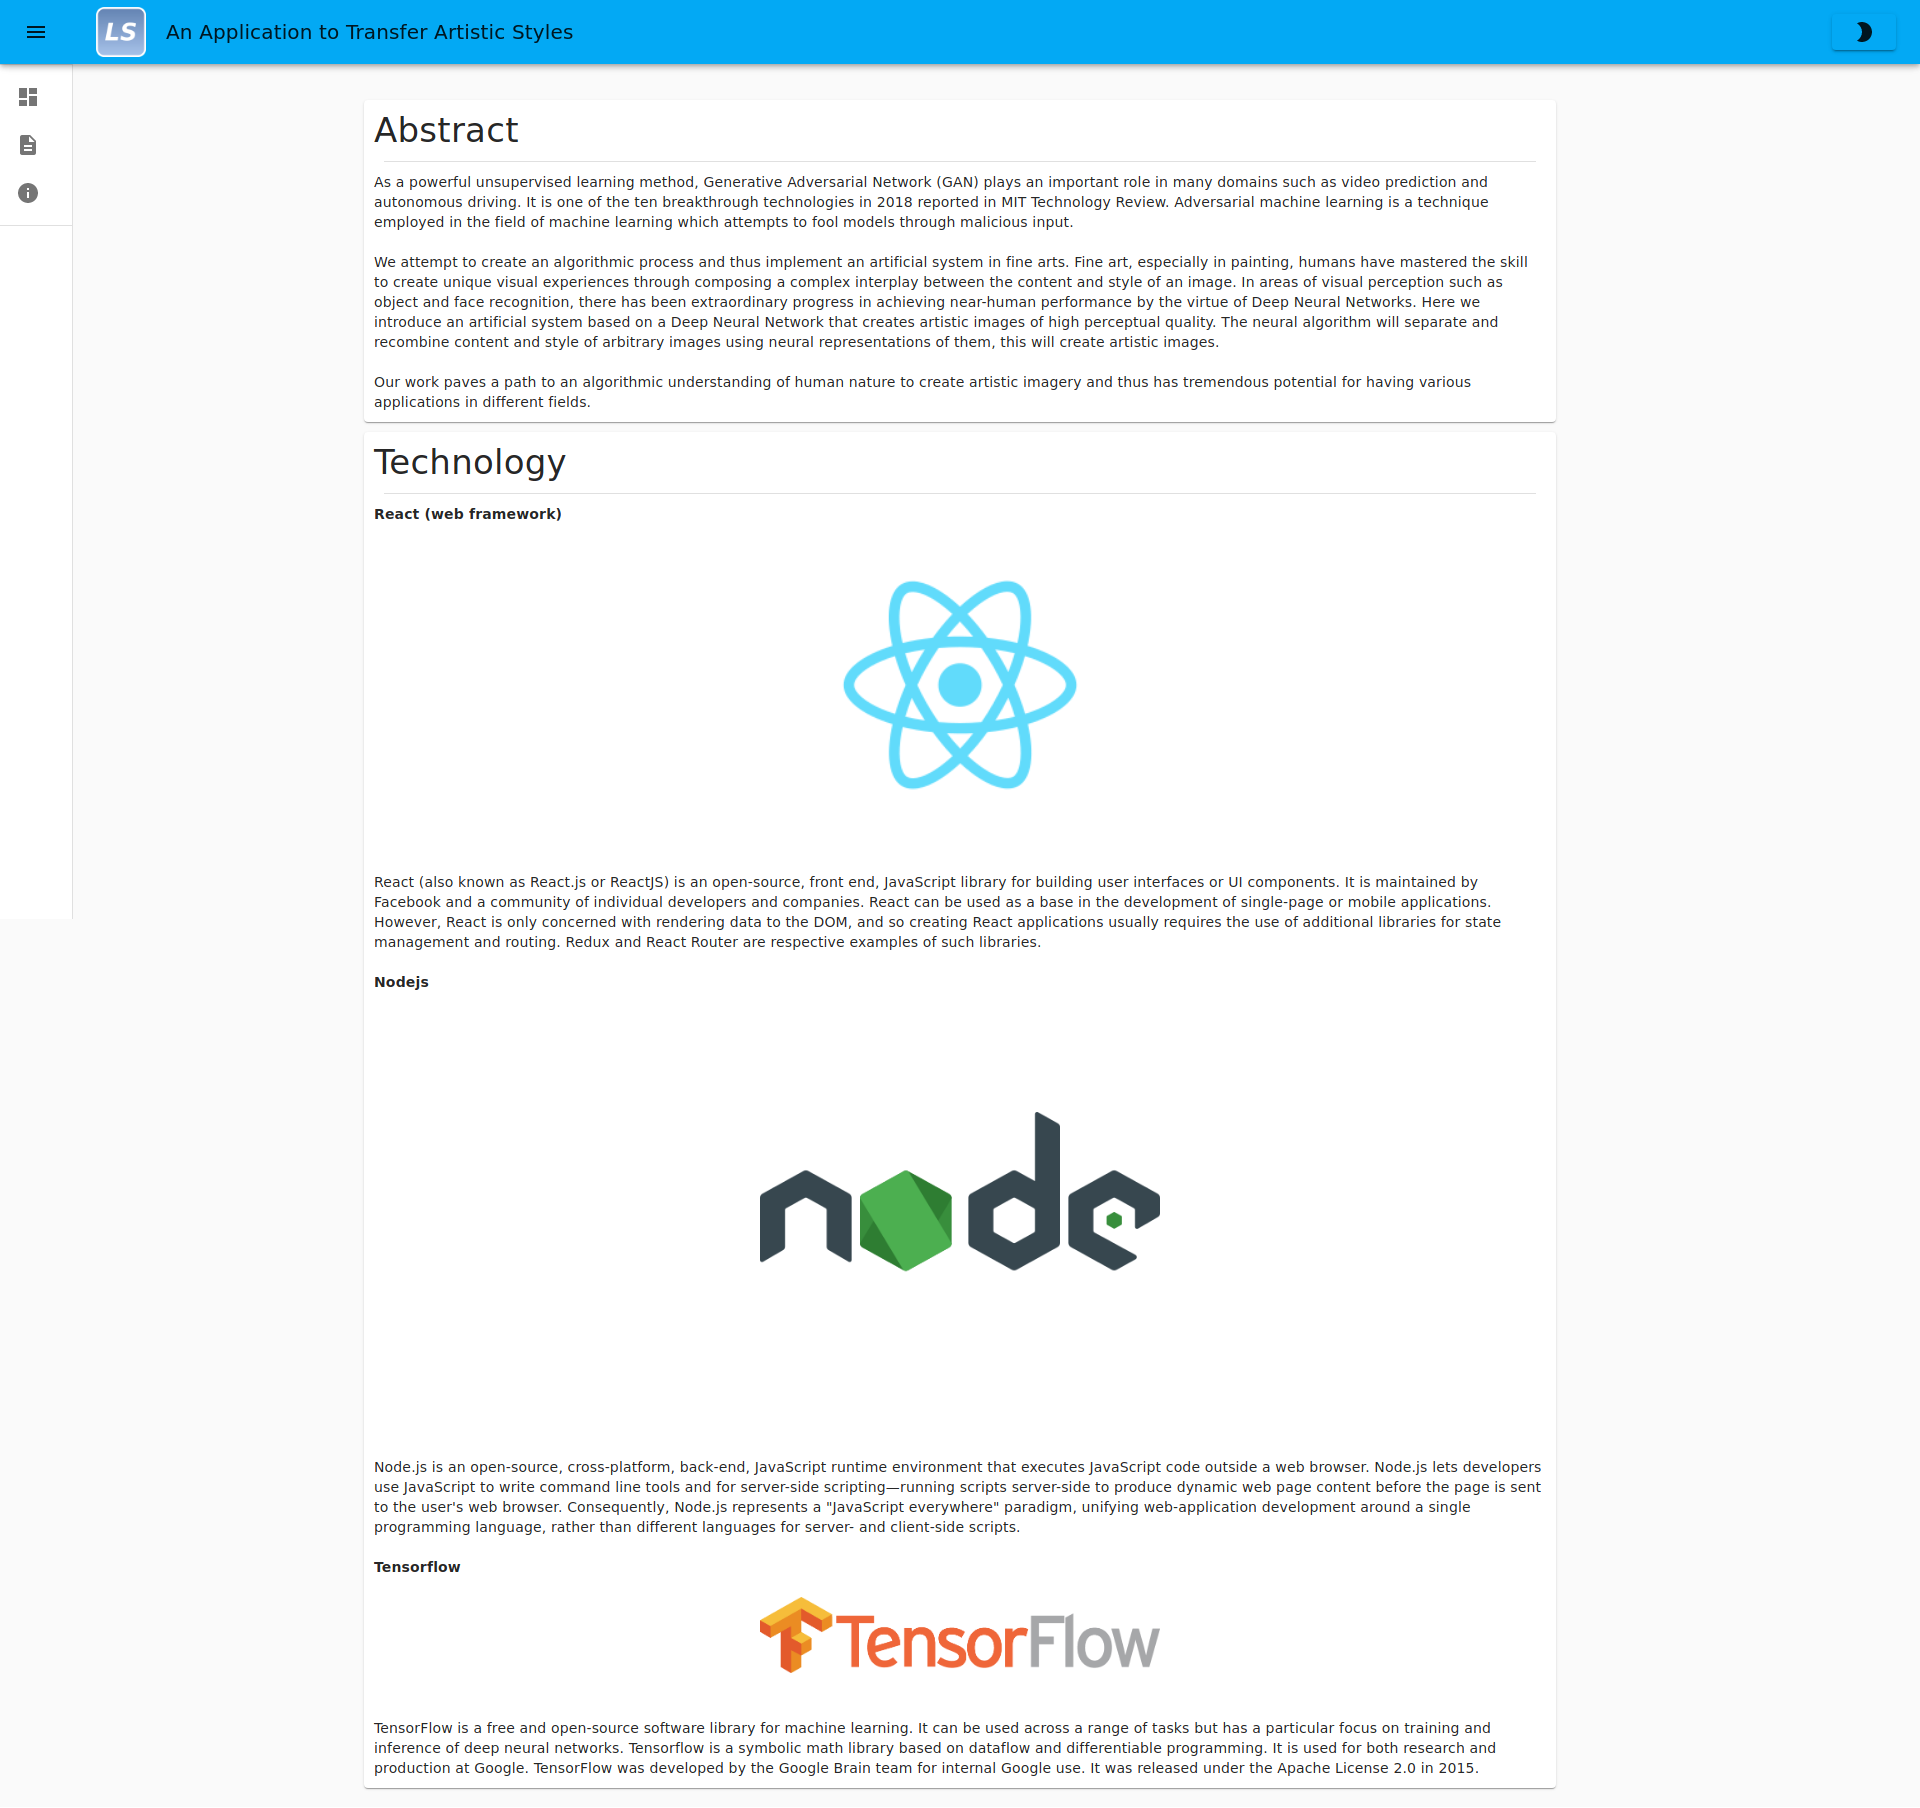 LS An Application to Transfer Artistic Styles
Abstract
As a powerful unsupervised learning method, Generative Adversarial Network (GAN) plays an important role in many domains such as video prediction and
autonomous driving. It is one of the ten breakthrough technologies in 2018 reported in MIT Technology Review. Adversarial machine learning is a technique
employed in the field of machine learning which attempts to fool models through malicious input.
We attempt to create an algorithmic process and thus implement an artificial system in fine arts. Fine art, especially in painting, humans have mastered the skill
to create unique visual experiences through composing a complex interplay between the content and style of an image. In areas of visual perception such as
object and face recognition, there has been extraordinary progress in achieving near-human performance by the virtue of Deep Neural Networks. Here we
introduce an artificial system based on a Deep Neural Network that creates artistic images of high perceptual quality. The neural algorithm will separate and
recombine content and style of arbitrary images using neural representations of them, this will create artistic images.
Our work paves a path to an algorithmic understanding of human nature to create artistic imagery and thus has tremendous potential for having various
applications in different fields.
Technology
React (web framework)
React (also known as React.js or ReactJS) is an open-source, front end, JavaScript library for building user interfaces or UI components. It is maintained by
Facebook and a community of individual developers and companies. React can be used as a base in the development of single-page or mobile applications.
However, React is only concerned with rendering data to the DOM, and so creating React applications usually requires the use of additional libraries for state
management and routing. Redux and React Router are respective examples of such libraries.
Nodejs
node
Node.js is an open-source, cross-platform, back-end, JavaScript runtime environment that executes JavaScript code outside a web browser. Node.js lets developers
use JavaScript to write command line tools and for server-side scripting—running scripts server-side to produce dynamic web page content before the page is sent
to the user's web browser. Consequently, Node.js represents a "JavaScript everywhere" paradigm, unifying web-application development around a single
programming language, rather than different languages for server- and client-side scripts.
Tensorflow
TensorFlow
TensorFlow is a free and open-source software library for machine learning. It can be used across a range of tasks but has a particular focus on training and
inference of deep neural networks. Tensorflow is a symbolic math library based on dataflow and differentiable programming. It is used for both research and
production at Google. TensorFlow was developed by the Google Brain team for internal Google use. It was released under the Apache License 2.0 in 2015.